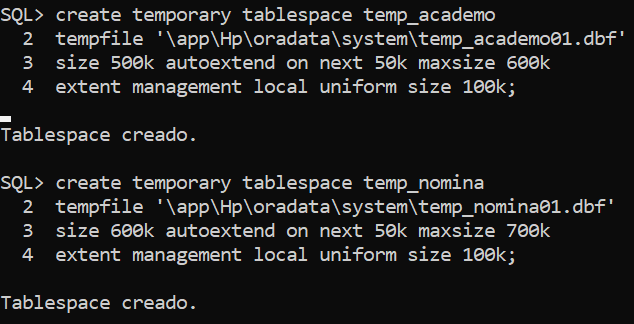 SQL> create temporary tablespace temp_academo
2 tempfile '\app\Hp\oradata\system\temp_academo01.dbf'
3 size 500k autoextend on next 50k maxsize 600k
4 extent management local uniform size 100k;
Tablespace creado.
SQL> create temporary tablespace temp_nomina
2 tempfile '\app\Hp\oradata\system\temp_nomina01.dbf'
3 size 600k autoextend on next 50k maxsize 700k
4 extent management local uniform size 100k;
Tablespace creado.